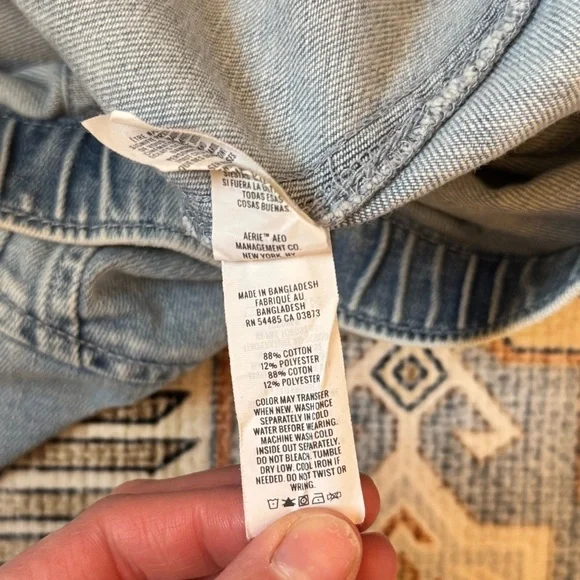 SI FUERA LA
TODAS ESAS
COSAS BUENAS.
AERIE™ AEO
MANAGEMENT CO.
NEW YORK, NY
MADE IN BANGLADESH
FABRIQUÉ AU
BANGLADESH
RN 54485 CA 03873
88% COTTON
12% POLYESTER
88% COTON
12% POLYESTER
COLOR MAY TRANSFER
WHEN NEW. WASH ONCE
SEPARATELY IN COLD
WATER BEFORE WEARING.
MACHINE WASH COLD
INSIDE OUT SEPARATELY.
DO NOT BLEACH. TUMBLE
DRY LOW. COOL IRON IF
NEEDED. DO NOT TWIST OR
WRING.